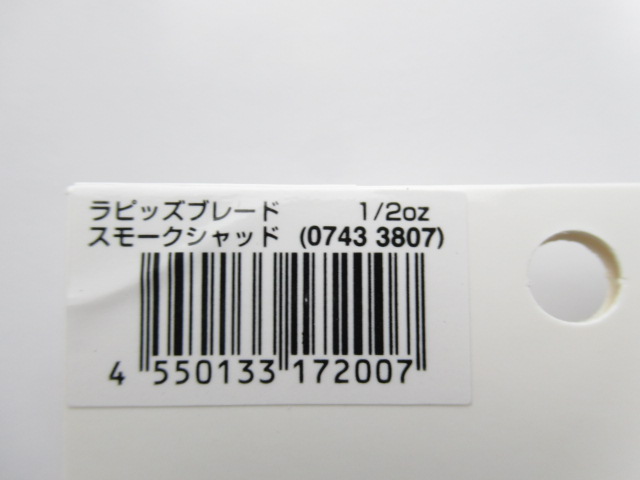 ラピッズブレード 1/2oz
スモークシャッド (0743 3807)
4 550133 172007